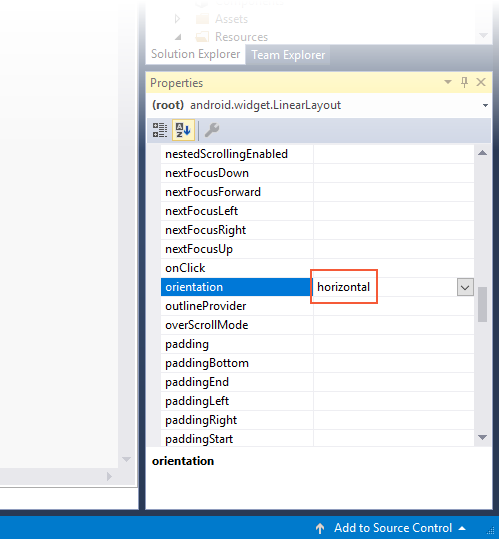 Assets
Resources
Solution Explorer Team Explorer
Properties
(root) android.widget.LinearLayout
nestedScrollingEnabled
nextFocusDown
nextFocusForward
nextFocusLeft
nextFocusRight
nextFocusUp
onClick
orientation horizontal
outlineProvider
overScrollMode
padding
paddingBottom
paddingEnd
paddingLeft
paddingRight
paddingStart
orientation
Add to Source Control